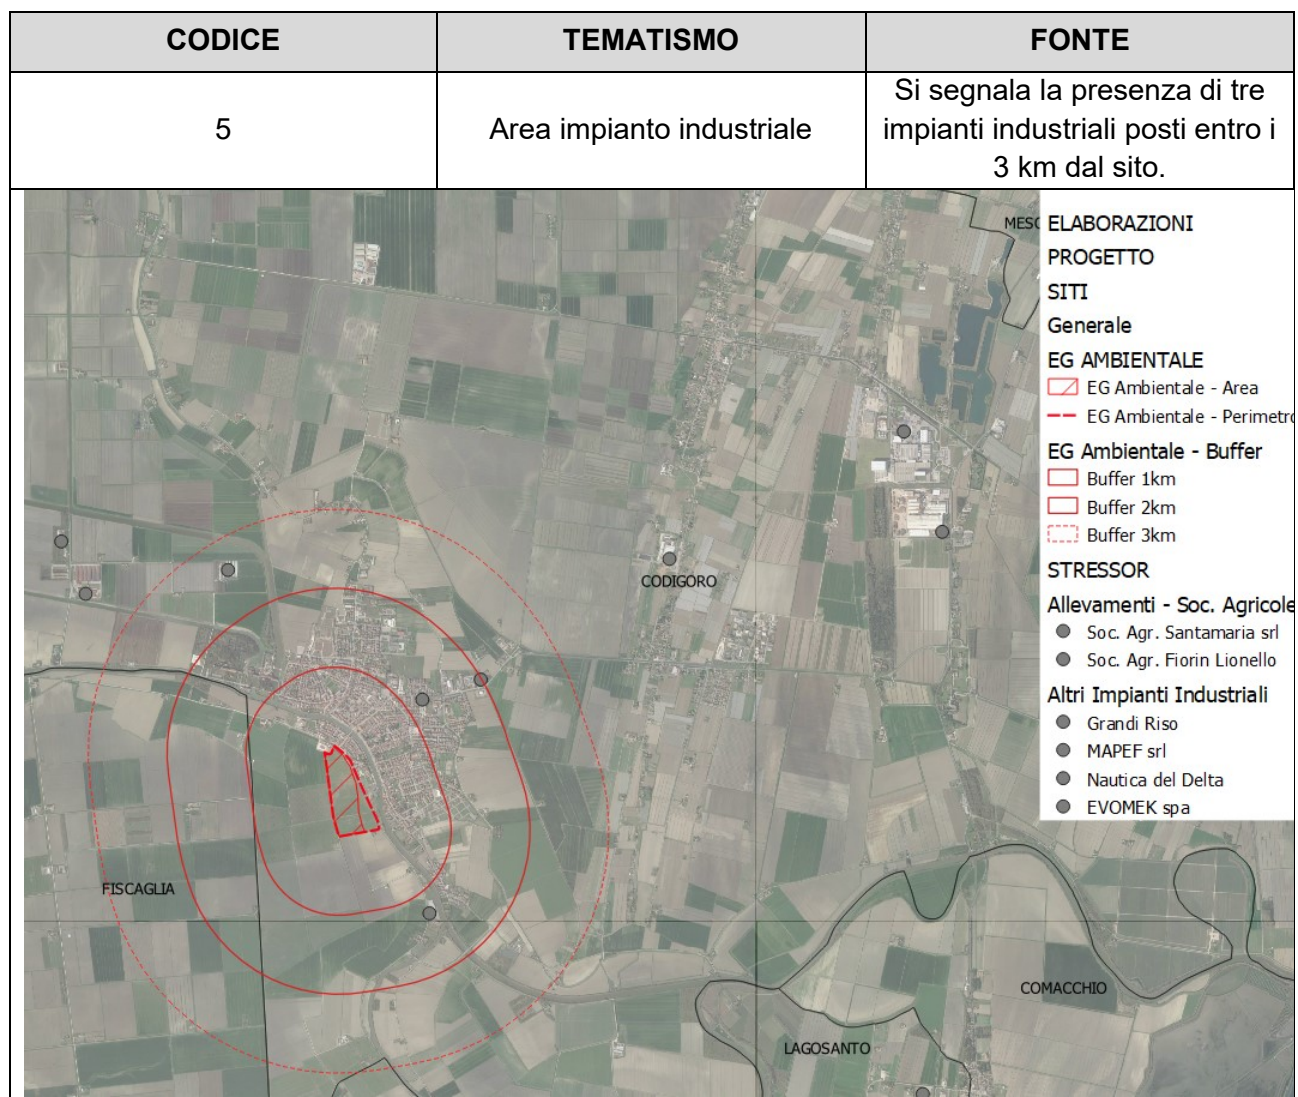 CODICE
TEMATISMO
FONTE
5
Area impianto industriale
Si segnala la presenza di tre
impianti industriali posti entro i
3 km dal sito.
MESC
ELABORAZIONI
PROGETTO
SITI
Generale
EG AMBIENTALE
EG Ambientale - Area
EG Ambientale - Perimetro
EG Ambientale - Buffer
Buffer 1km
Buffer 2km
Buffer 3km
STRESSOR
Allevamenti - Soc. Agricole
Soc. Agr. Santamaria srl
Soc. Agr. Fiorin Lionello
Altri Impianti Industriali
Grandi Riso
MAPEF srl
Nautica del Delta
EVOMEK spa
CODIGORO
FISCAGLIA
COMACCHIO
LAGOSANTO